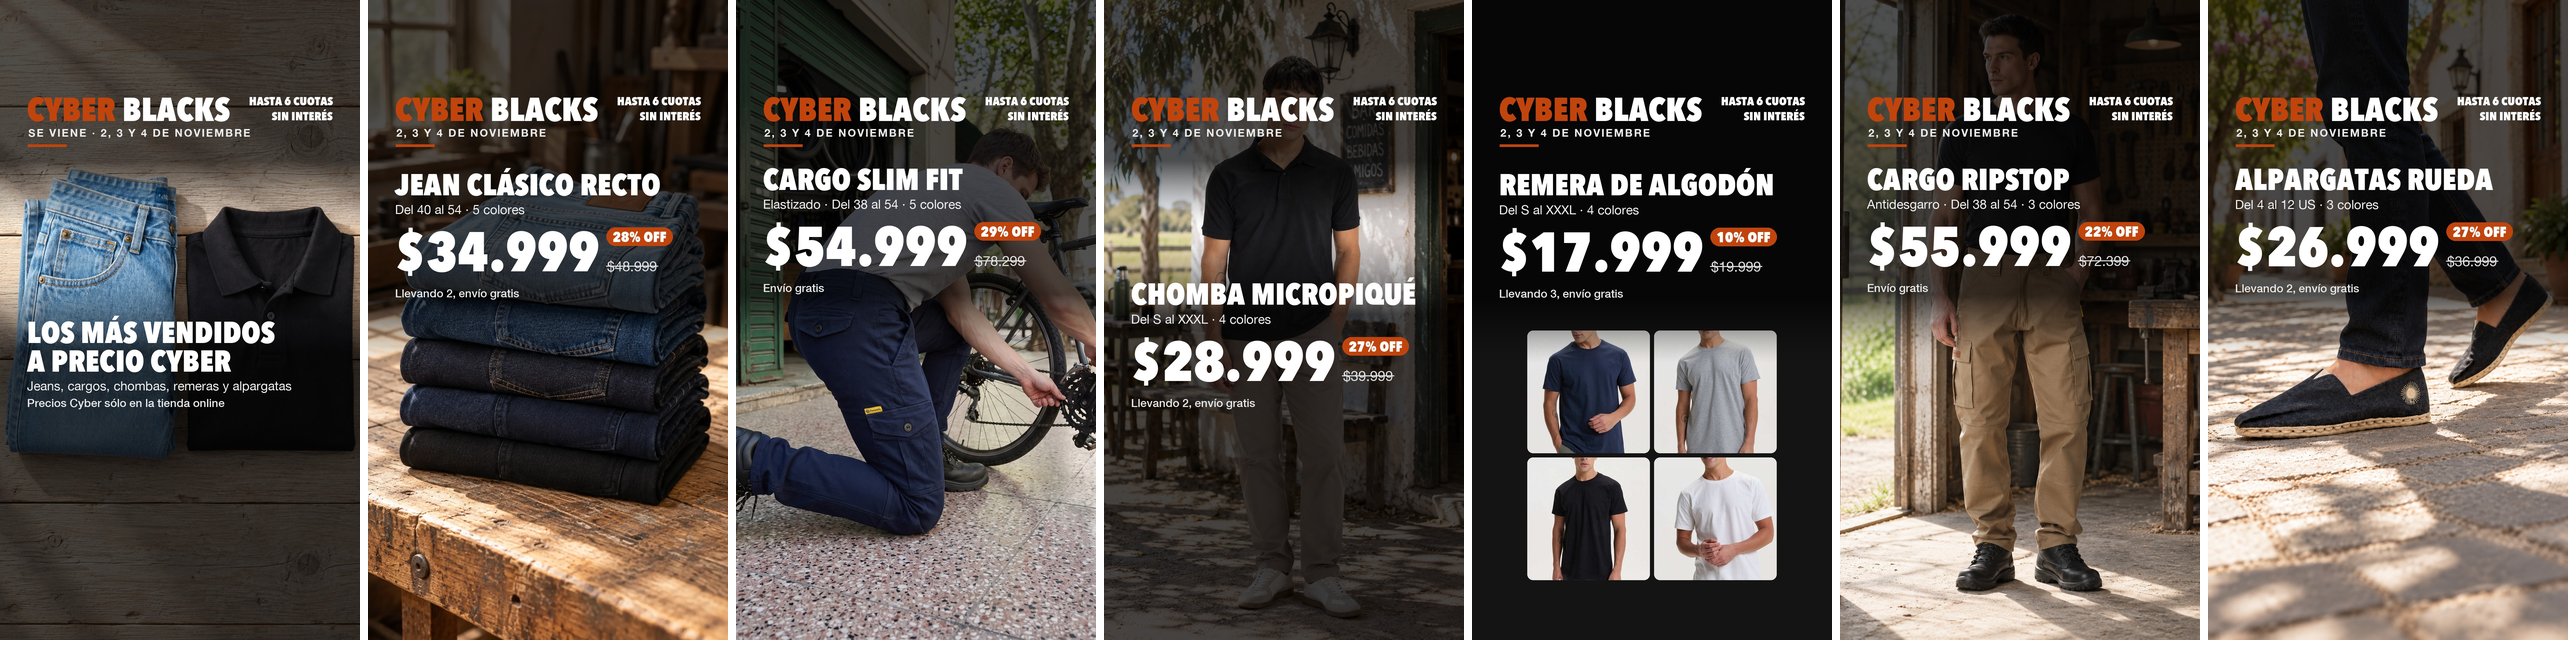 CYBER BLACKS
HASTA 6 CUOTAS
SIN INTERÉS
SE VIENE · 2, 3 Y 4 DE NOVIEMBRE
LOS MÁS VENDIDOS
A PRECIO CYBER
Jeans, cargos, chombas, remeras y alpargatas
Precios Cyber sólo en la tienda online
CYBER BLACKS
HASTA 6 CUOTAS
SIN INTERÉS
2, 3 Y 4 DE NOVIEMBRE
JEAN CLÁSICO RECTO
Del 40 al 54 · 5 colores
$34.999
28% OFF
$48.999
Llevando 2, envío gratis
CYBER BLACKS
HASTA 6 CUOTAS
SIN INTERÉS
2, 3 Y 4 DE NOVIEMBRE
CARGO SLIM FIT
Elastizado · Del 38 al 54 · 5 colores
$54.999
29% OFF
$78.299
Envío gratis
CYBER BLACKS
HASTA 6 CUOTAS
SIN INTERÉS
2, 3 Y 4 DE NOVIEMBRE
COMIDAS
BEBIDAS
AMIGOS
CHOMBA MICROPIQUÉ
Del S al XXXL · 4 colores
$28.999
27% OFF
$39.999
Llevando 2, envío gratis
CYBER BLACKS
HASTA 6 CUOTAS
SIN INTERÉS
2, 3 Y 4 DE NOVIEMBRE
REMERA DE ALGODÓN
Del S al XXXL · 4 colores
$17.999
10% OFF
$19.999
Llevando 3, envío gratis
CYBER BLACKS
HASTA 6 CUOTAS
SIN INTERÉS
2, 3 Y 4 DE NOVIEMBRE
CARGO RIPSTOP
Antidesgarro · Del 38 al 54 · 3 colores
$55.999
22% OFF
$72.399
Envío gratis
CYBER BLACKS
HASTA 6 CUOTAS
SIN INTERÉS
2, 3 Y 4 DE NOVIEMBRE
ALPARGATAS RUEDA
Del 4 al 12 US · 3 colores
$26.999
27% OFF
$36.999
Llevando 2, envío gratis